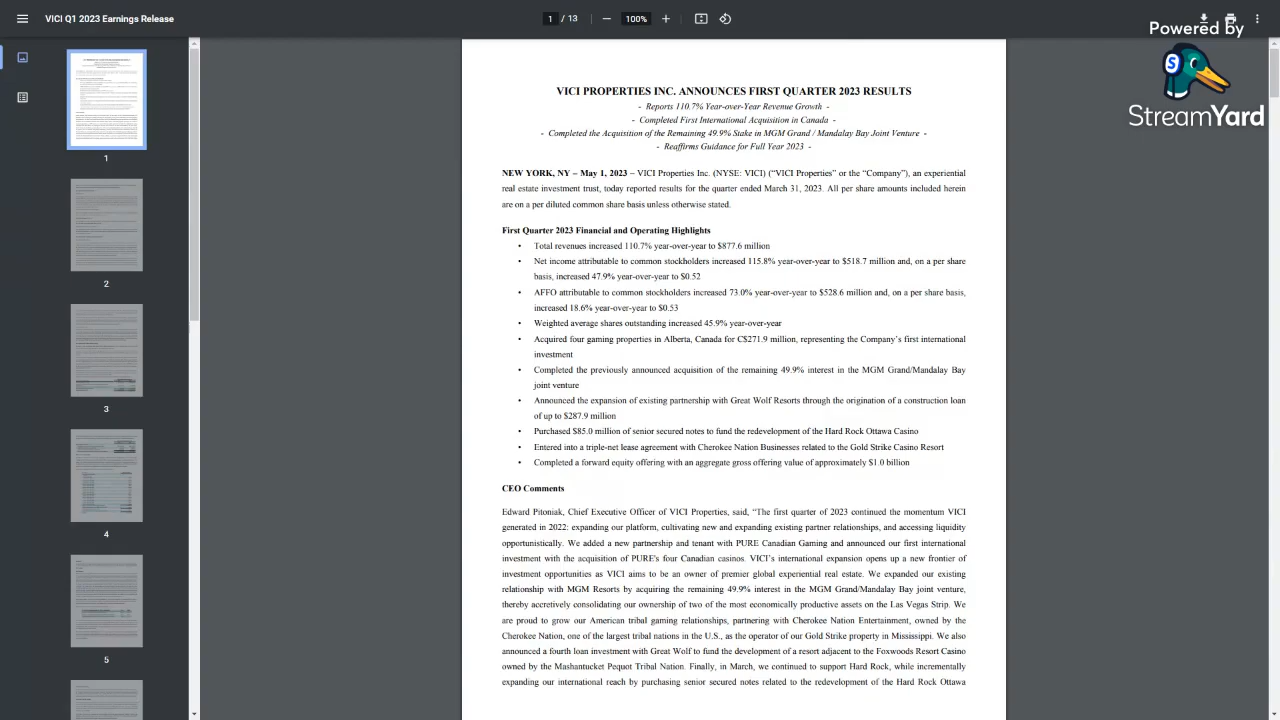 VICI Q1 2023 Earnings Release
1 / 13
100%
Powered by
StreamYard
1
2
3
4
5
VICI PROPERTIES INC. ANNOUNCES FIRST QUARTER 2023 RESULTS
- Reports 110.7% Year-over-Year Revenue Growth -
- Completed First International Acquisition in Canada -
- Completed the Acquisition of the Remaining 49.9% Stake in MGM Grand / Mandalay Bay Joint Venture -
- Reaffirms Guidance for Full Year 2023 -
NEW YORK, NY – May 1, 2023 – VICI Properties Inc. (NYSE: VICI) (“VICI Properties” or the “Company”), an experiential
real estate investment trust, today reported results for the quarter ended March 31, 2023. All per share amounts included herein
are on a per diluted common share basis unless otherwise stated.
First Quarter 2023 Financial and Operating Highlights
• Total revenues increased 110.7% year-over-year to $877.6 million
• Net income attributable to common stockholders increased 115.8% year-over-year to $518.7 million and, on a per share
basis, increased 47.9% year-over-year to $0.52
• AFFO attributable to common stockholders increased 73.0% year-over-year to $528.6 million and, on a per share basis,
increased 18.6% year-over-year to $0.53
• Weighted average shares outstanding increased 45.9% year-over-year
• Acquired four gaming properties in Alberta, Canada for C$271.9 million, representing the Company’s first international
investment
• Completed the previously announced acquisition of the remaining 49.9% interest in the MGM Grand/Mandalay Bay
joint venture
• Announced the expansion of existing partnership with Great Wolf Resorts through the origination of a construction loan
of up to $287.9 million
• Purchased $85.0 million of senior secured notes to fund the redevelopment of the Hard Rock Ottawa Casino
• Entered into a triple-net lease agreement with Cherokee Nation Businesses related to the Gold Strike Casino Resort
• Completed a forward equity offering with an aggregate gross offering value of approximately $1.0 billion
CEO Comments
Edward Pitoniak, Chief Executive Officer of VICI Properties, said, “The first quarter of 2023 continued the momentum VICI
generated in 2022: expanding our platform, cultivating new and expanding existing partner relationships, and accessing liquidity
opportunistically. We added a new partnership and tenant with PURE Canadian Gaming and announced our first international
investment with the acquisition of PURE's four Canadian casinos. VICI’s international expansion opens up a new frontier of
investment opportunities as VICI aims to be an owner of premier global experiential real estate. We expanded our existing
relationship with MGM Resorts by acquiring the remaining 49.9% interest in the MGM Grand/Mandalay Bay joint venture,
thereby accretively consolidating our ownership of two of the most economically productive assets on the Las Vegas Strip. We
are proud to grow our American tribal gaming relationships, partnering with Cherokee Nation Entertainment, owned by the
Cherokee Nation, one of the largest tribal nations in the U.S., as the operator of our Gold Strike property in Mississippi. We also
announced a fourth loan investment with Great Wolf to fund the development of a resort adjacent to the Foxwoods Resort Casino
owned by the Mashantucket Pequot Tribal Nation. Finally, in March, we continued to support Hard Rock, while incrementally
expanding our international reach by purchasing senior secured notes related to the redevelopment of the Hard Rock Ottawa